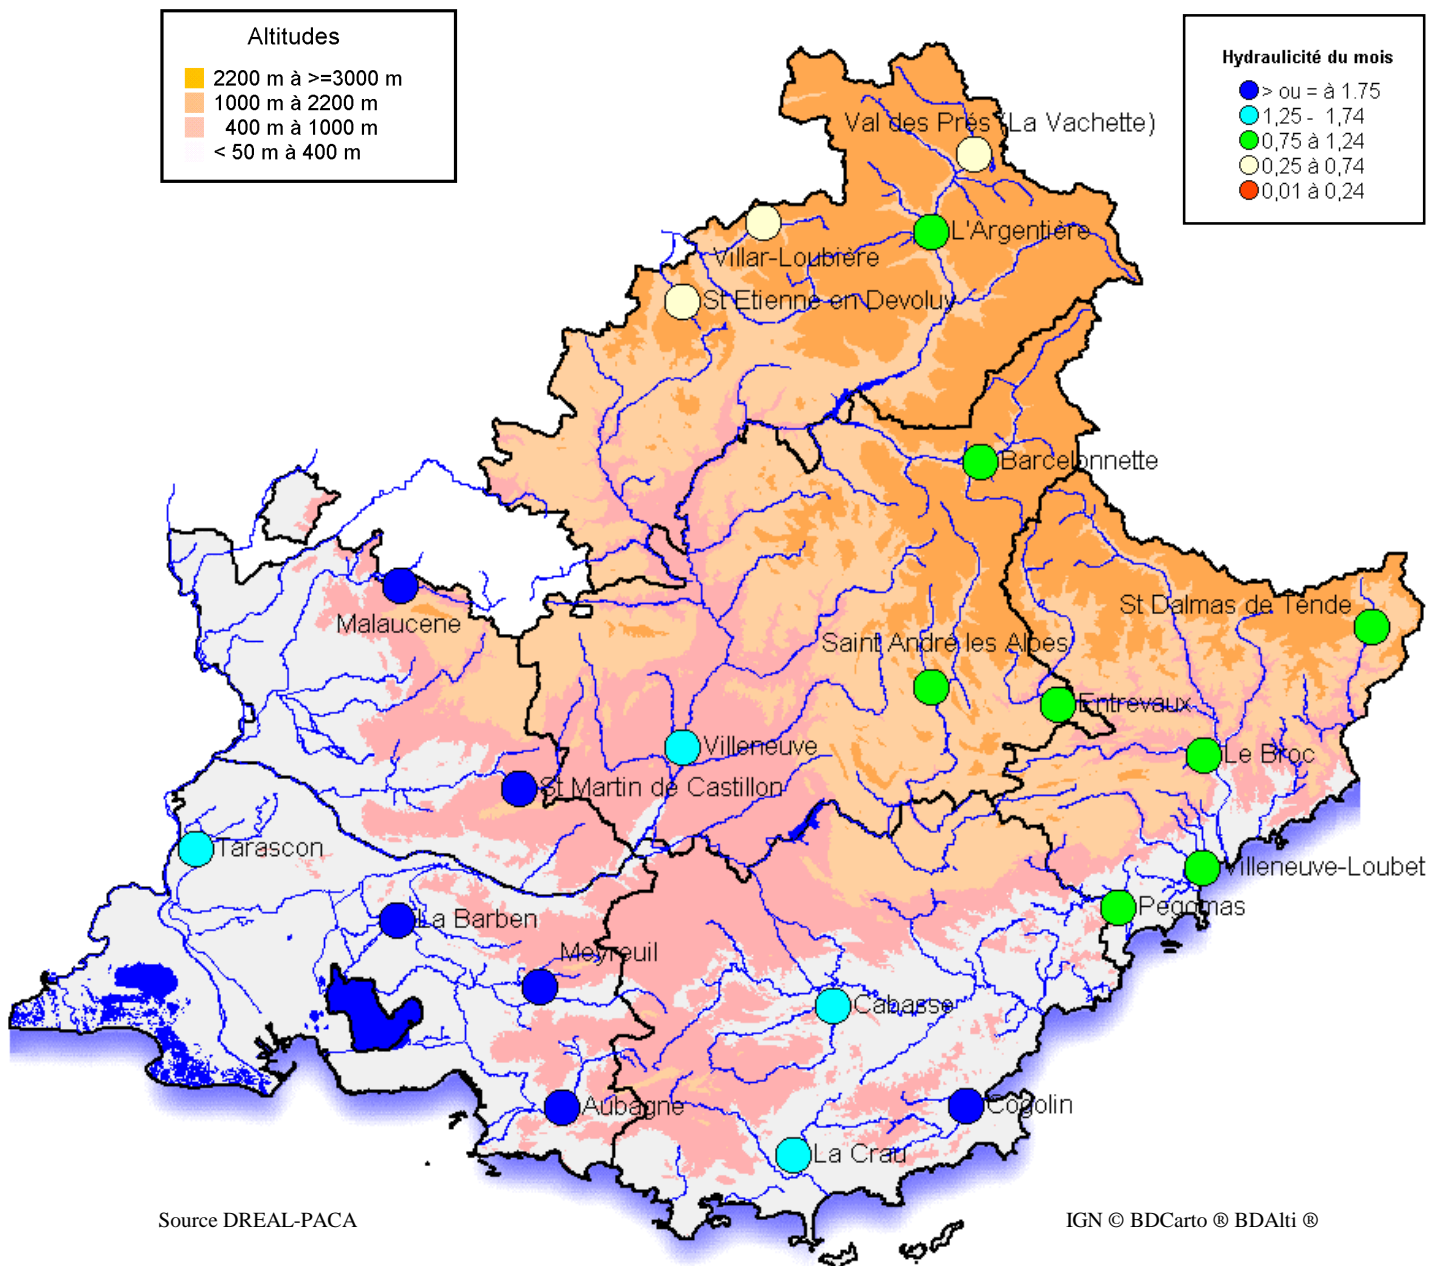 Altitudes
2200 m à >=3000 m
1000 m à 2200 m
400 m à 1000 m
< 50 m à 400 m
Hydraulicité du mois
> ou = à 1.75
1,25 - 1,74
0,75 à 1,24
0,25 à 0,74
0,01 à 0,24
Val des Prés (La Vachette)
L'Argentière
Villar-Loubière
St Etienne en Devoluy
Barcelonnette
Malaucene
St Dalmas de Tende
Saint André les Alpes
Entrevaux
Villeneuve
Le Broc
St Martin de Castillon
Tarascon
Villeneuve-Loubet
Pegomas
La Barben
Meyreuil
Cabasse
Aubagne
Cogolin
La Crau
Source DREAL-PACA
IGN © BDCarto ® BDAlti ®